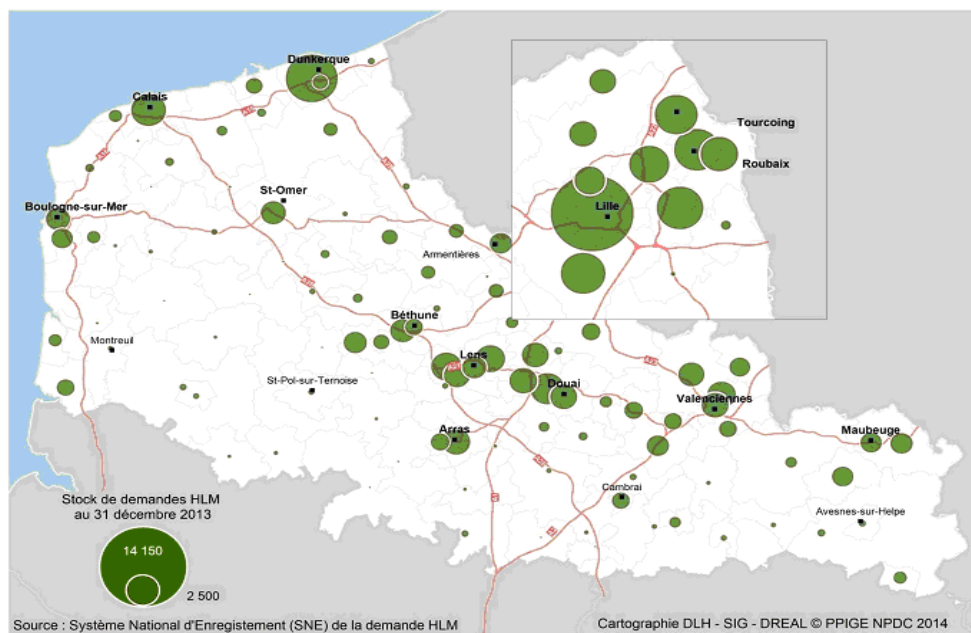 Dunkerque
Calais
Tourcoing
Roubaix
St-Omer
Lille
Boulogne-sur-Mer
Armentières
Béthune
Montreuil
Lens
St-Pol-sur-Ternoise
Douai
Valenciennes
Arras
Maubeuge
Cambrai
Avesnes-sur-Helpe
Stock de demandes HLM
au 31 décembre 2013
14 150
2 500
Source : Système National d'Enregistement (SNE) de la demande HLM
Cartographie DLH - SIG - DREAL © PPIGE NPDC 2014